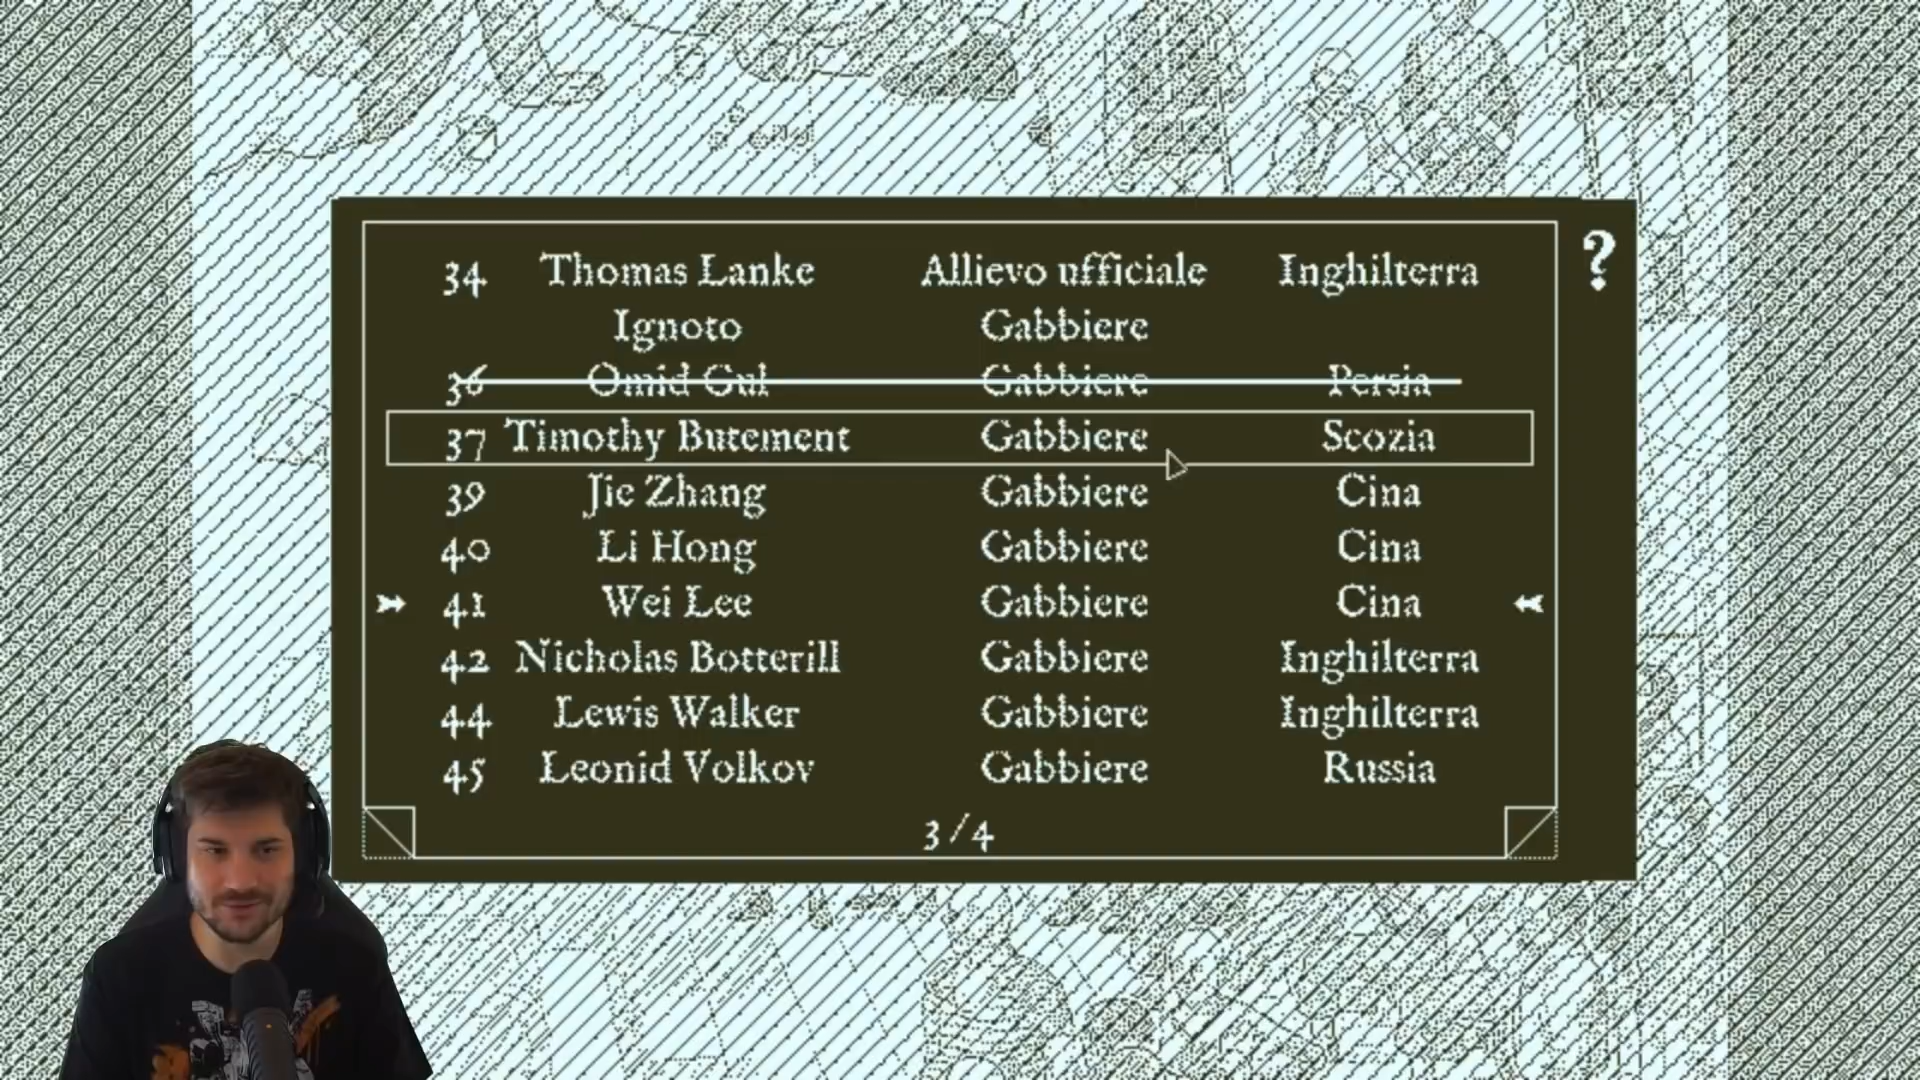 34 Thomas Lanke Allievo ufficiale Inghilterra
?
Ignoto Gabbiere
36 Omid Gul Gabbiere Persia
37 Timothy Butement Gabbiere Scozia
39 Jie Zhang Gabbiere Cina
40 Li Hong Gabbiere Cina
41 Wei Lee Gabbiere Cina
42 Nicholas Botterill Gabbiere Inghilterra
44 Lewis Walker Gabbiere Inghilterra
45 Leonid Volkov Gabbiere Russia
3/4